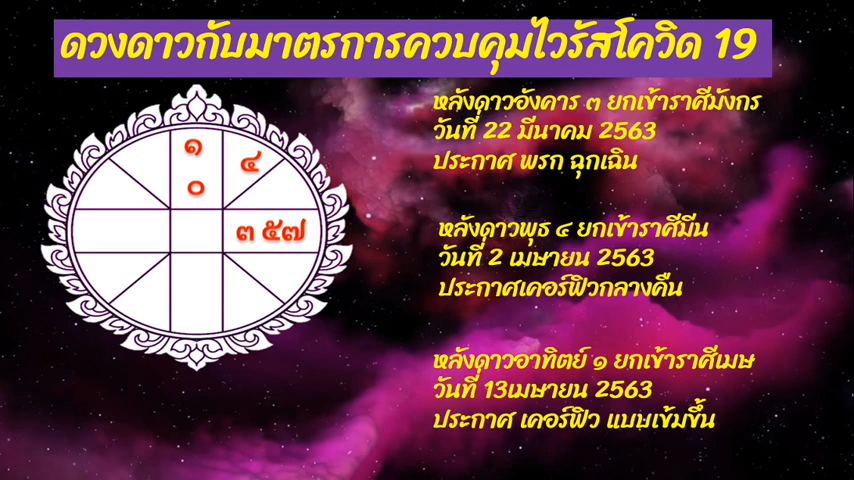 ดวงดาวกับมาตรการควบคุมไวรัสโควิด 19
๑
๔
๐
๓ ๕๗
หลังดาวอังคาร ๓ ยกเข้าราศีมังกร
วันที่ 22 มีนาคม 2563
ประกาศ พรก ฉุกเฉิน
หลังดาวพุธ ๔ ยกเข้าราศีมีน
วันที่ 2 เมษายน 2563
ประกาศเคอร์ฟิวกลางคืน
หลังดาวอาทิตย์ ๑ ยกเข้าราศีเมษ
วันที่ 13เมษายน 2563
ประกาศ เคอร์ฟิว แบบเข้มขึ้น